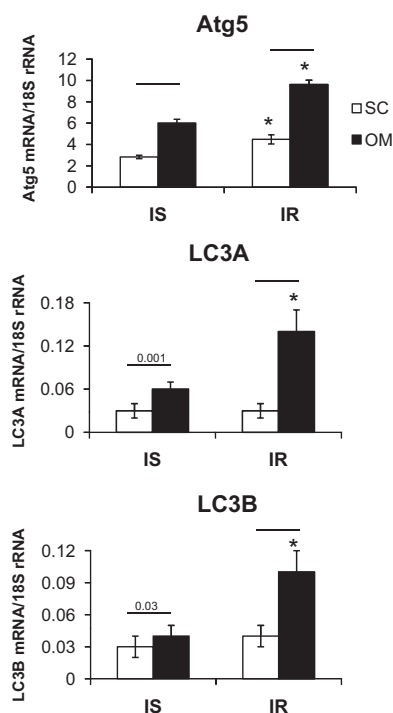 Atg5
Atg5 mRNA/18S rRNA
12
10
8
6
4
2
0
*
*
SC
OM
IS
IR
LC3A
LC3A mRNA/18S rRNA
0.18
0.12
0.06
0
0.001
*
IS
IR
LC3B
LC3B mRNA/18S rRNA
0.12
0.09
0.06
0.03
0
0.03
*
IS
IR